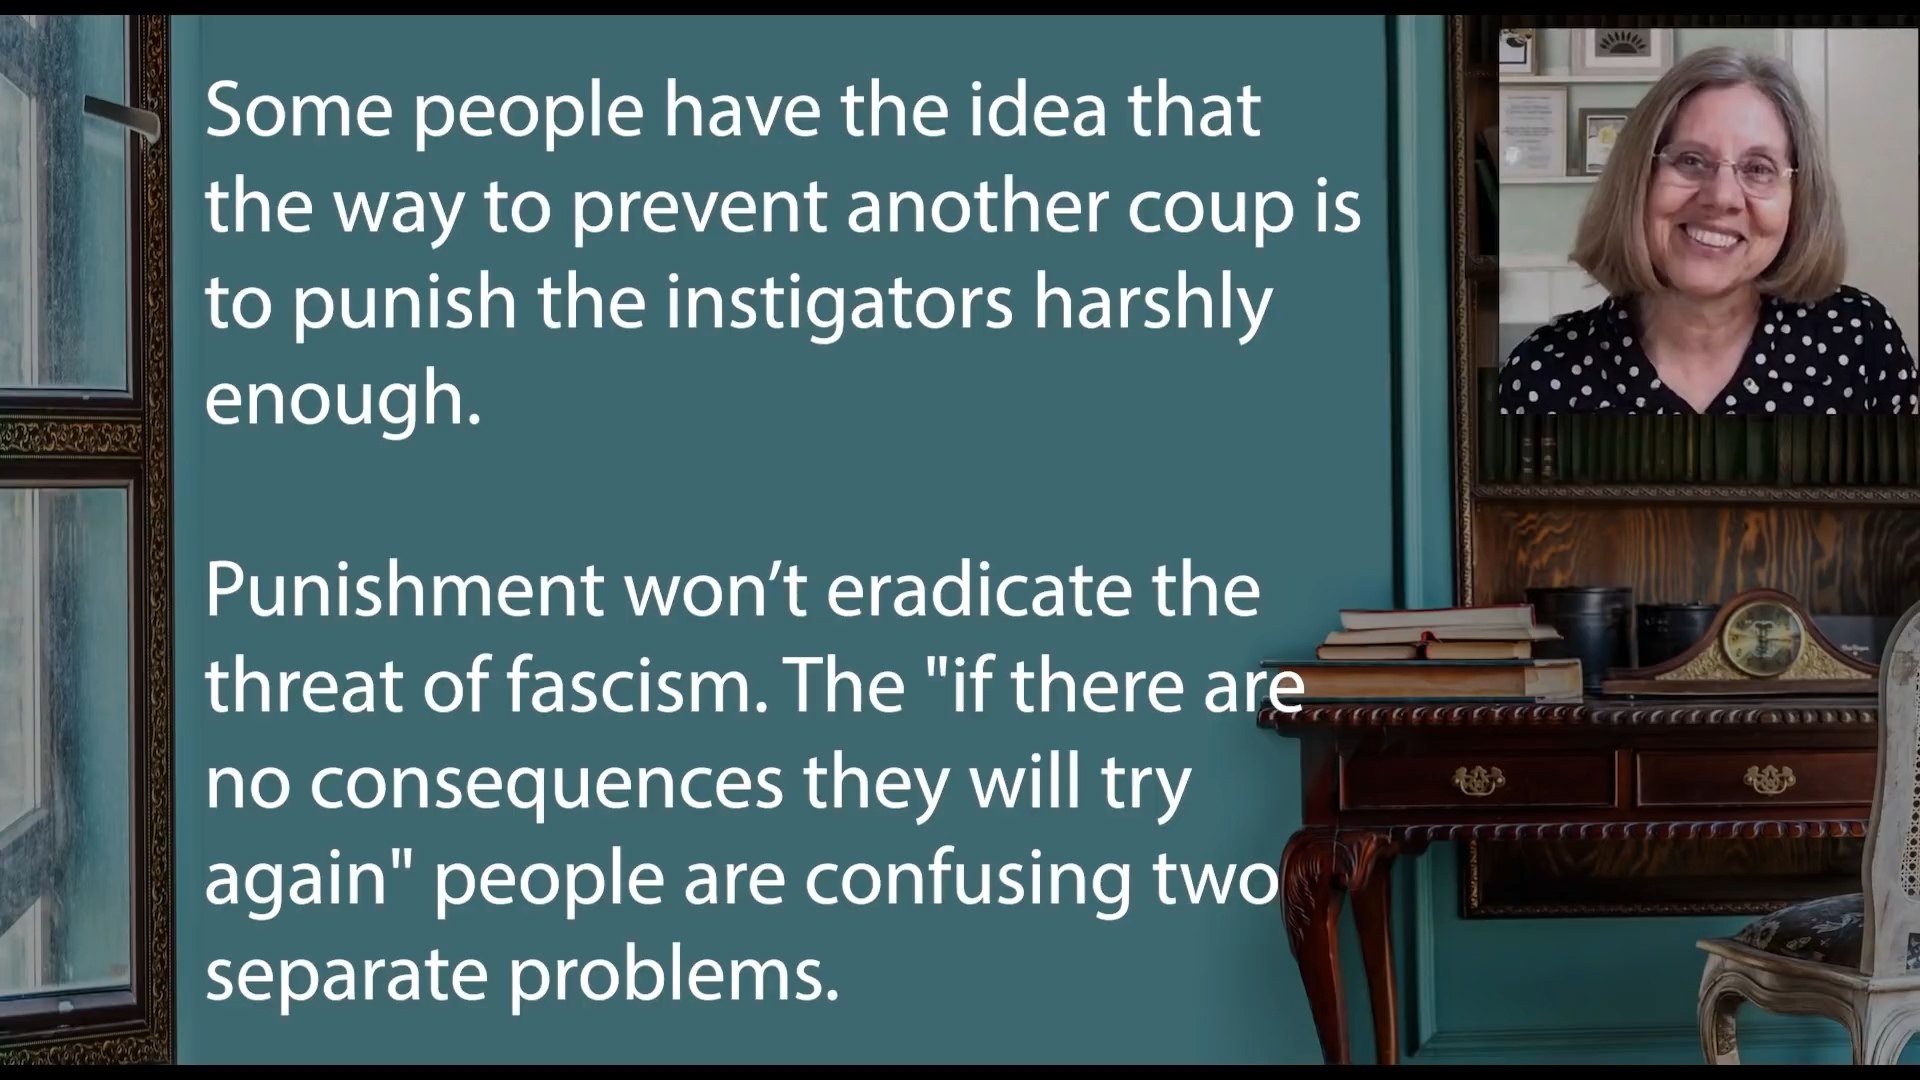 Some people have the idea that
the way to prevent another coup is
to punish the instigators harshly
enough.
Punishment won’t eradicate the
threat of fascism. The "if there are
no consequences they will try
again" people are confusing two
separate problems.